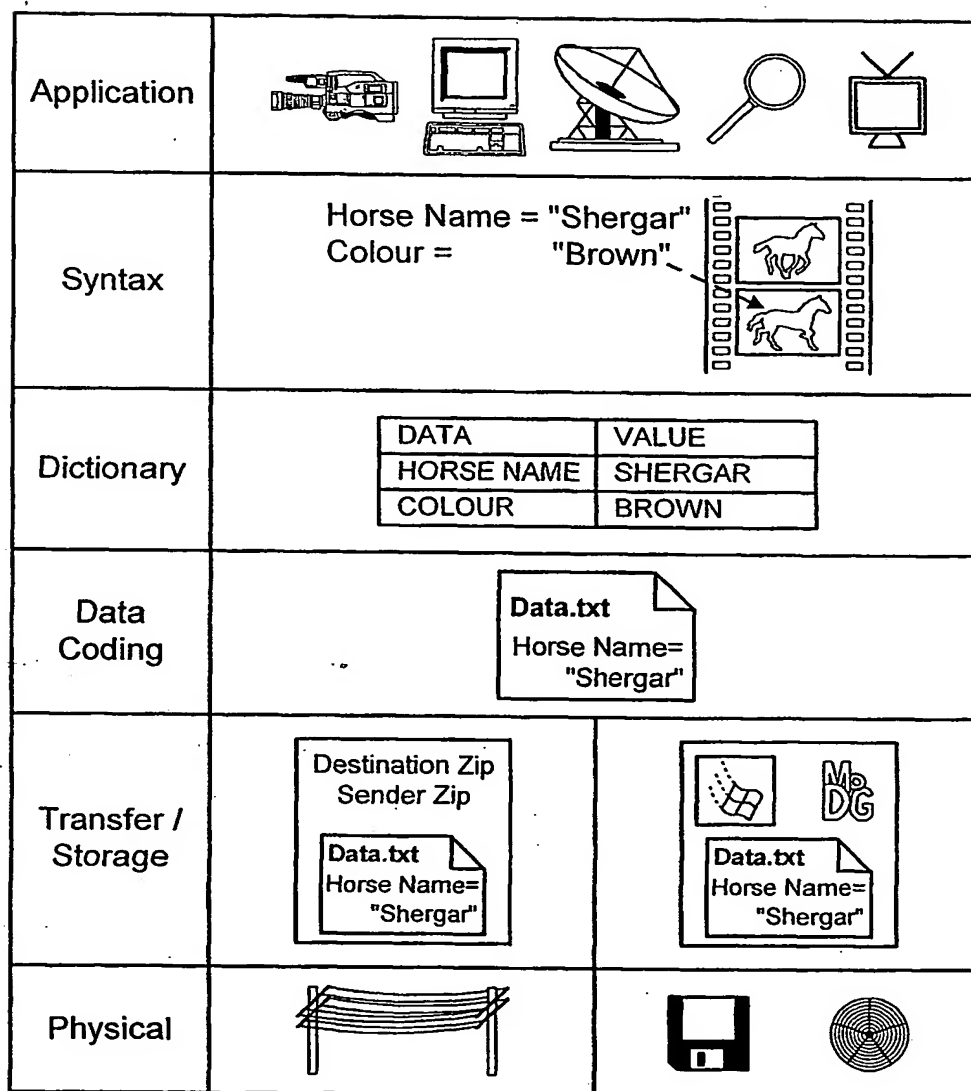 Application
Syntax
Horse Name = "Shergar"
Colour = "Brown"
Dictionary
DATA VALUE
HORSE NAME SHERGAR
COLOUR BROWN
Data
Coding
Data.txt
Horse Name=
"Shergar"
Transfer /
Storage
Destination Zip
Sender Zip
Data.txt
Horse Name=
"Shergar"
Mo
DG
Data.txt
Horse Name=
"Shergar"
Physical